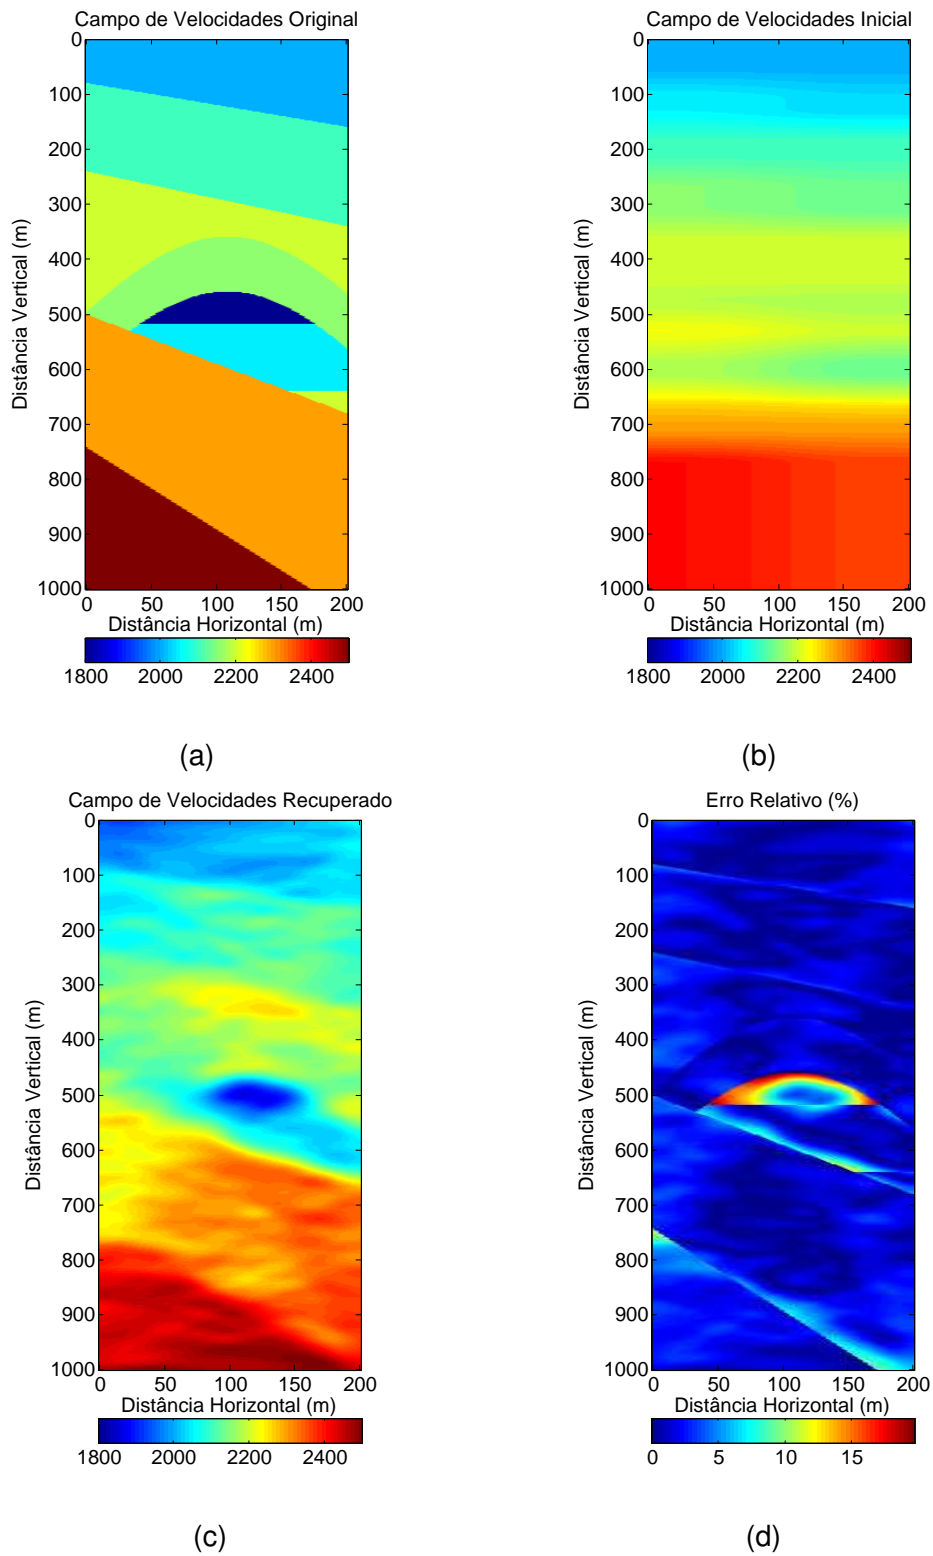 Campo de Velocidades Original
Campo de Velocidades Inicial
0
100
200
300
400
500
600
700
800
900
1000
Distância Vertical (m)
0 50 100 150 200
Distância Horizontal (m)
1800 2000 2200 2400
0
100
200
300
400
500
600
700
800
900
1000
Distância Vertical (m)
0 50 100 150 200
Distância Horizontal (m)
1800 2000 2200 2400
(a)
(b)
Campo de Velocidades Recuperado
Erro Relativo (%)
0
100
200
300
400
500
600
700
800
900
1000
Distância Vertical (m)
0 50 100 150 200
Distância Horizontal (m)
1800 2000 2200 2400
0
100
200
300
400
500
600
700
800
900
1000
Distância Vertical (m)
0 50 100 150 200
Distância Horizontal (m)
0 5 10 15
(c)
(d)